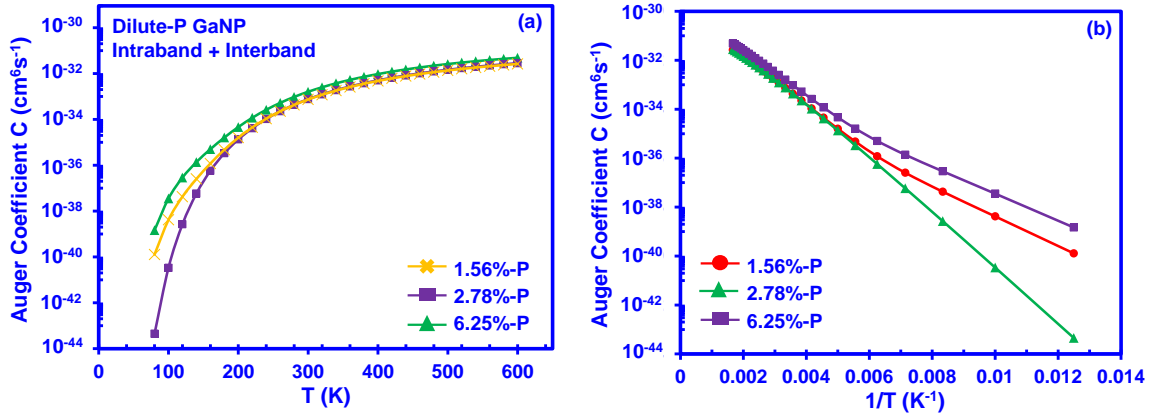 (a)
Dilute-P GaNP
Intraband + Interband
Auger Coefficient C (cm⁶s⁻¹)
10⁻³⁰
10⁻³²
10⁻³⁴
10⁻³⁶
10⁻³⁸
10⁻⁴⁰
10⁻⁴²
10⁻⁴⁴
1.56%-P
2.78%-P
6.25%-P
0 100 200 300 400 500 600
T (K)
(b)
Auger Coefficient C (cm⁶s⁻¹)
10⁻³⁰
10⁻³²
10⁻³⁴
10⁻³⁶
10⁻³⁸
10⁻⁴⁰
10⁻⁴²
10⁻⁴⁴
1.56%-P
2.78%-P
6.25%-P
0 0.002 0.004 0.006 0.008 0.01 0.012 0.014
1/T (K⁻¹)